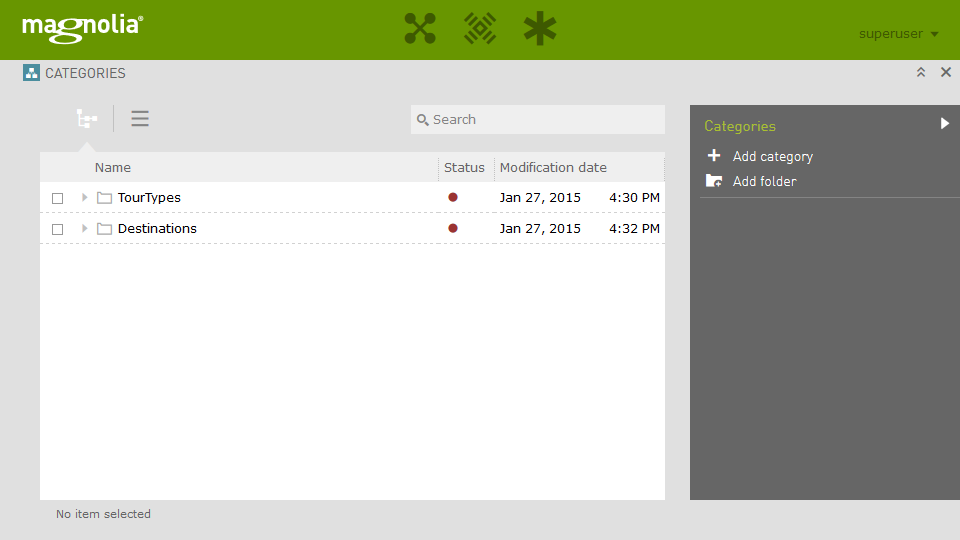 magnolia®
superuser
CATEGORIES
Search
Name Status Modification date
TourTypes Jan 27, 2015 4:30 PM
Destinations Jan 27, 2015 4:32 PM
No item selected
Categories
Add category
Add folder